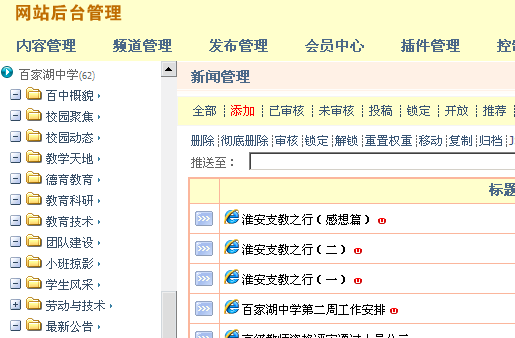 网站后台管理
内容管理 频道管理 发布管理 会员中心 插件管理
百家湖中学(62)
百中概貌
校园聚焦
校园动态
教学天地
德育教育
教育科研
教育技术
团队建设
小班掠影
学生风采
劳动与技术
最新公告
新闻管理
全部 添加 已审核 未审核 投稿 锁定 开放 推荐
删除 彻底删除 审核 锁定 解锁 重置权重 移动 复制 归档
推送至：
标题
淮安支教之行（感想篇）
淮安支教之行（二）
淮安支教之行（一）
百家湖中学第二周工作安排